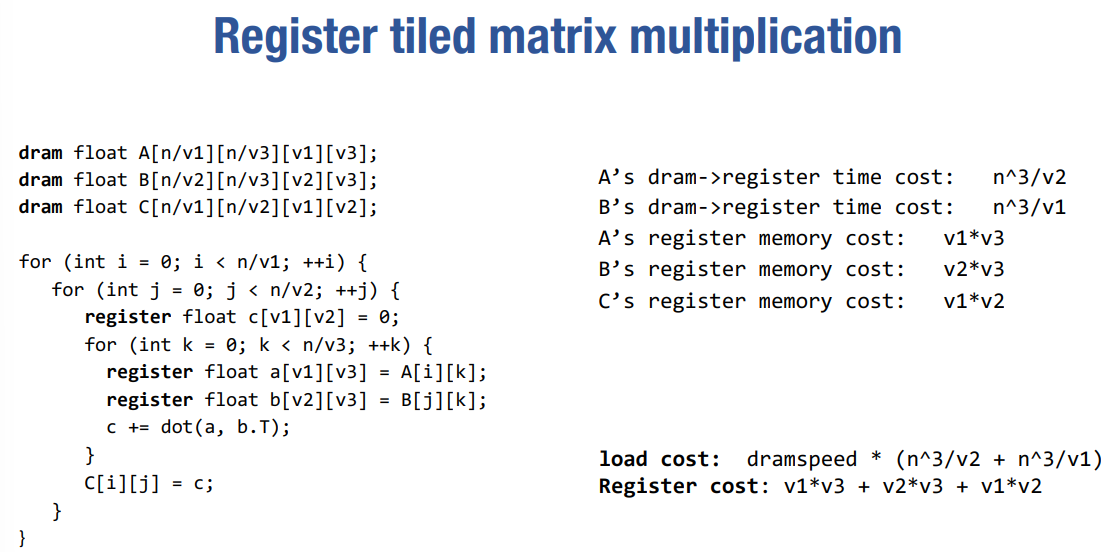 Register tiled matrix multiplication
dram float A[n/v1][n/v3][v1][v3];
dram float B[n/v2][n/v3][v2][v3];
dram float C[n/v1][n/v2][v1][v2];
for (int i = 0; i < n/v1; ++i) {
for (int j = 0; j < n/v2; ++j) {
register float c[v1][v2] = 0;
for (int k = 0; k < n/v3; ++k) {
register float a[v1][v3] = A[i][k];
register float b[v2][v3] = B[j][k];
c += dot(a, b.T);
}
C[i][j] = c;
}
}
A’s dram->register time cost: n^3/v2
B’s dram->register time cost: n^3/v1
A’s register memory cost: v1*v3
B’s register memory cost: v2*v3
C’s register memory cost: v1*v2
load cost: dramspeed * (n^3/v2 + n^3/v1)
Register cost: v1*v3 + v2*v3 + v1*v2